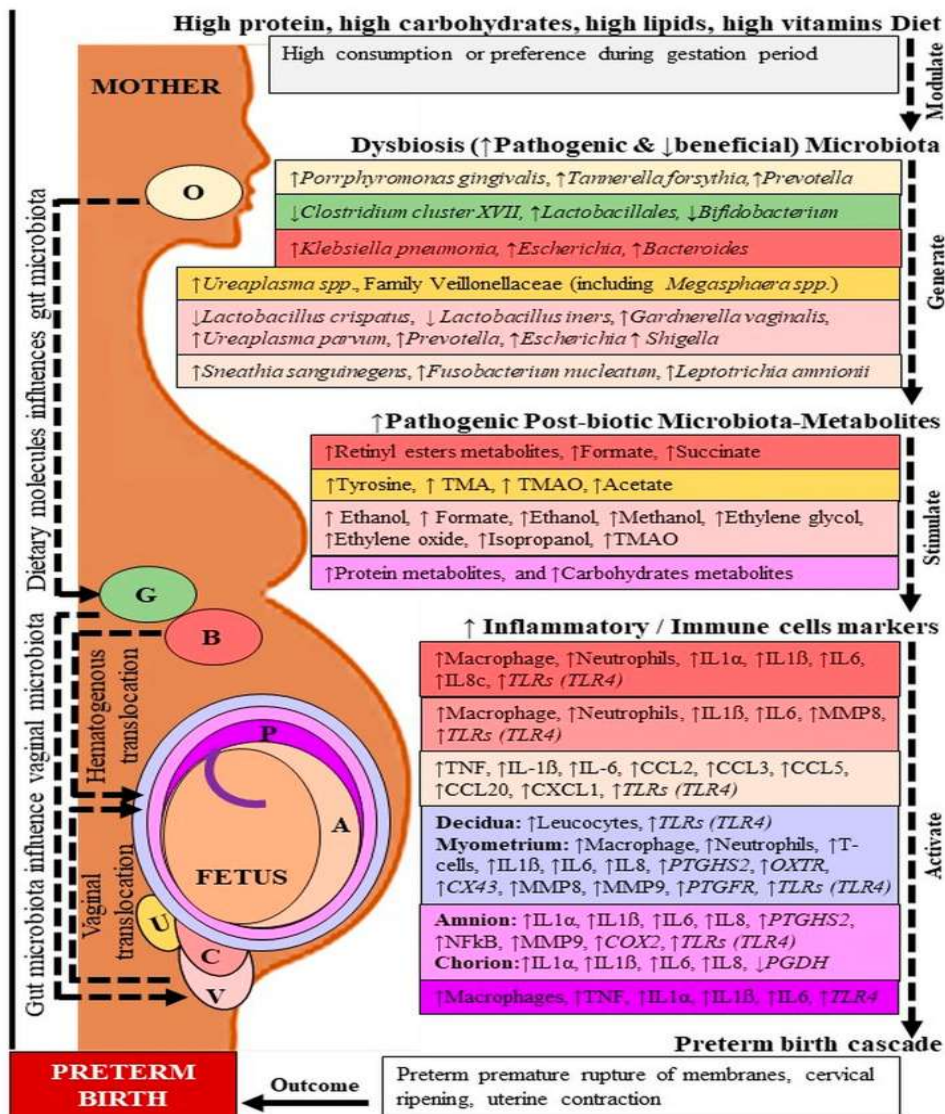 High protein, high carbohydrates, high lipids, high vitamins Diet
High consumption or preference during gestation period
Modulate
MOTHER
Dysbiosis (↑Pathogenic & ↓beneficial) Microbiota
O
↑Porrphyromonas gingivalis, ↑Tannerella forsythia, ↑Prevotella
↓Clostridium cluster XVII, ↑Lactobacillales, ↓Bifidobacterium
↑Klebsiella pneumonia, ↑Escherichia, ↑Bacteroides
↑Ureaplasma spp., Family Veillonellaceae (including Megasphaera spp.)
↓Lactobacillus crispatus, ↓ Lactobacillus iners, ↑Gardnerella vaginalis,
↑Ureaplasma parvum, ↑Prevotella, ↑Escherichia ↑ Shigella
↑Sneathia sanguinegens, ↑Fusobacterium nucleatum, ↑Leptotrichia amnionii
Generate
Dietary molecules influences gut microbiota
↑Pathogenic Post-biotic Microbiota-Metabolites
↑Retinyl esters metabolites, ↑Formate, ↑Succinate
↑Tyrosine, ↑ TMA, ↑ TMAO, ↑Acetate
↑ Ethanol, ↑ Formate, ↑Ethanol, ↑Methanol, ↑Ethylene glycol,
↑Ethylene oxide, ↑Isopropanol, ↑TMAO
↑Protein metabolites, and ↑Carbohydrates metabolites
Stimulate
G
B
↑ Inflammatory / Immune cells markers
↑Macrophage, ↑Neutrophils, ↑IL1α, ↑IL1ß, ↑IL6,
↑IL8c, ↑TLRs (TLR4)
↑Macrophage, ↑Neutrophils, ↑IL1ß, ↑IL6, ↑MMP8,
↑TLRs (TLR4)
↑TNF, ↑IL-1ß, ↑IL-6, ↑CCL2, ↑CCL3, ↑CCL5,
↑CCL20, ↑CXCL1, ↑TLRs (TLR4)
Decidua: ↑Leucocytes, ↑TLRs (TLR4)
Myometrium: ↑Macrophage, ↑Neutrophils, ↑T-
cells, ↑IL1ß, ↑IL6, ↑IL8, ↑PTGHS2, ↑OXTR,
↑CX43, ↑MMP8, ↑MMP9, ↑PTGFR, ↑TLRs (TLR4)
Amnion: ↑IL1α, ↑IL1ß, ↑IL6, ↑IL8, ↑PTGHS2,
↑NFkB, ↑MMP9, ↑COX2, ↑TLRs (TLR4)
Chorion:↑IL1α, ↑IL1ß, ↑IL6, ↑IL8, ↓PGDH
↑Macrophages, ↑TNF, ↑IL1α, ↑IL1ß, ↑IL6, ↑TLR4
Activate
Gut microbiota influence vaginal microbiota
Hematogenous
translocation
Vaginal
translocation
P
A
FETUS
U
C
V
Preterm birth cascade
Preterm premature rupture of membranes, cervical
ripening, uterine contraction
Outcome
PRETERM
BIRTH